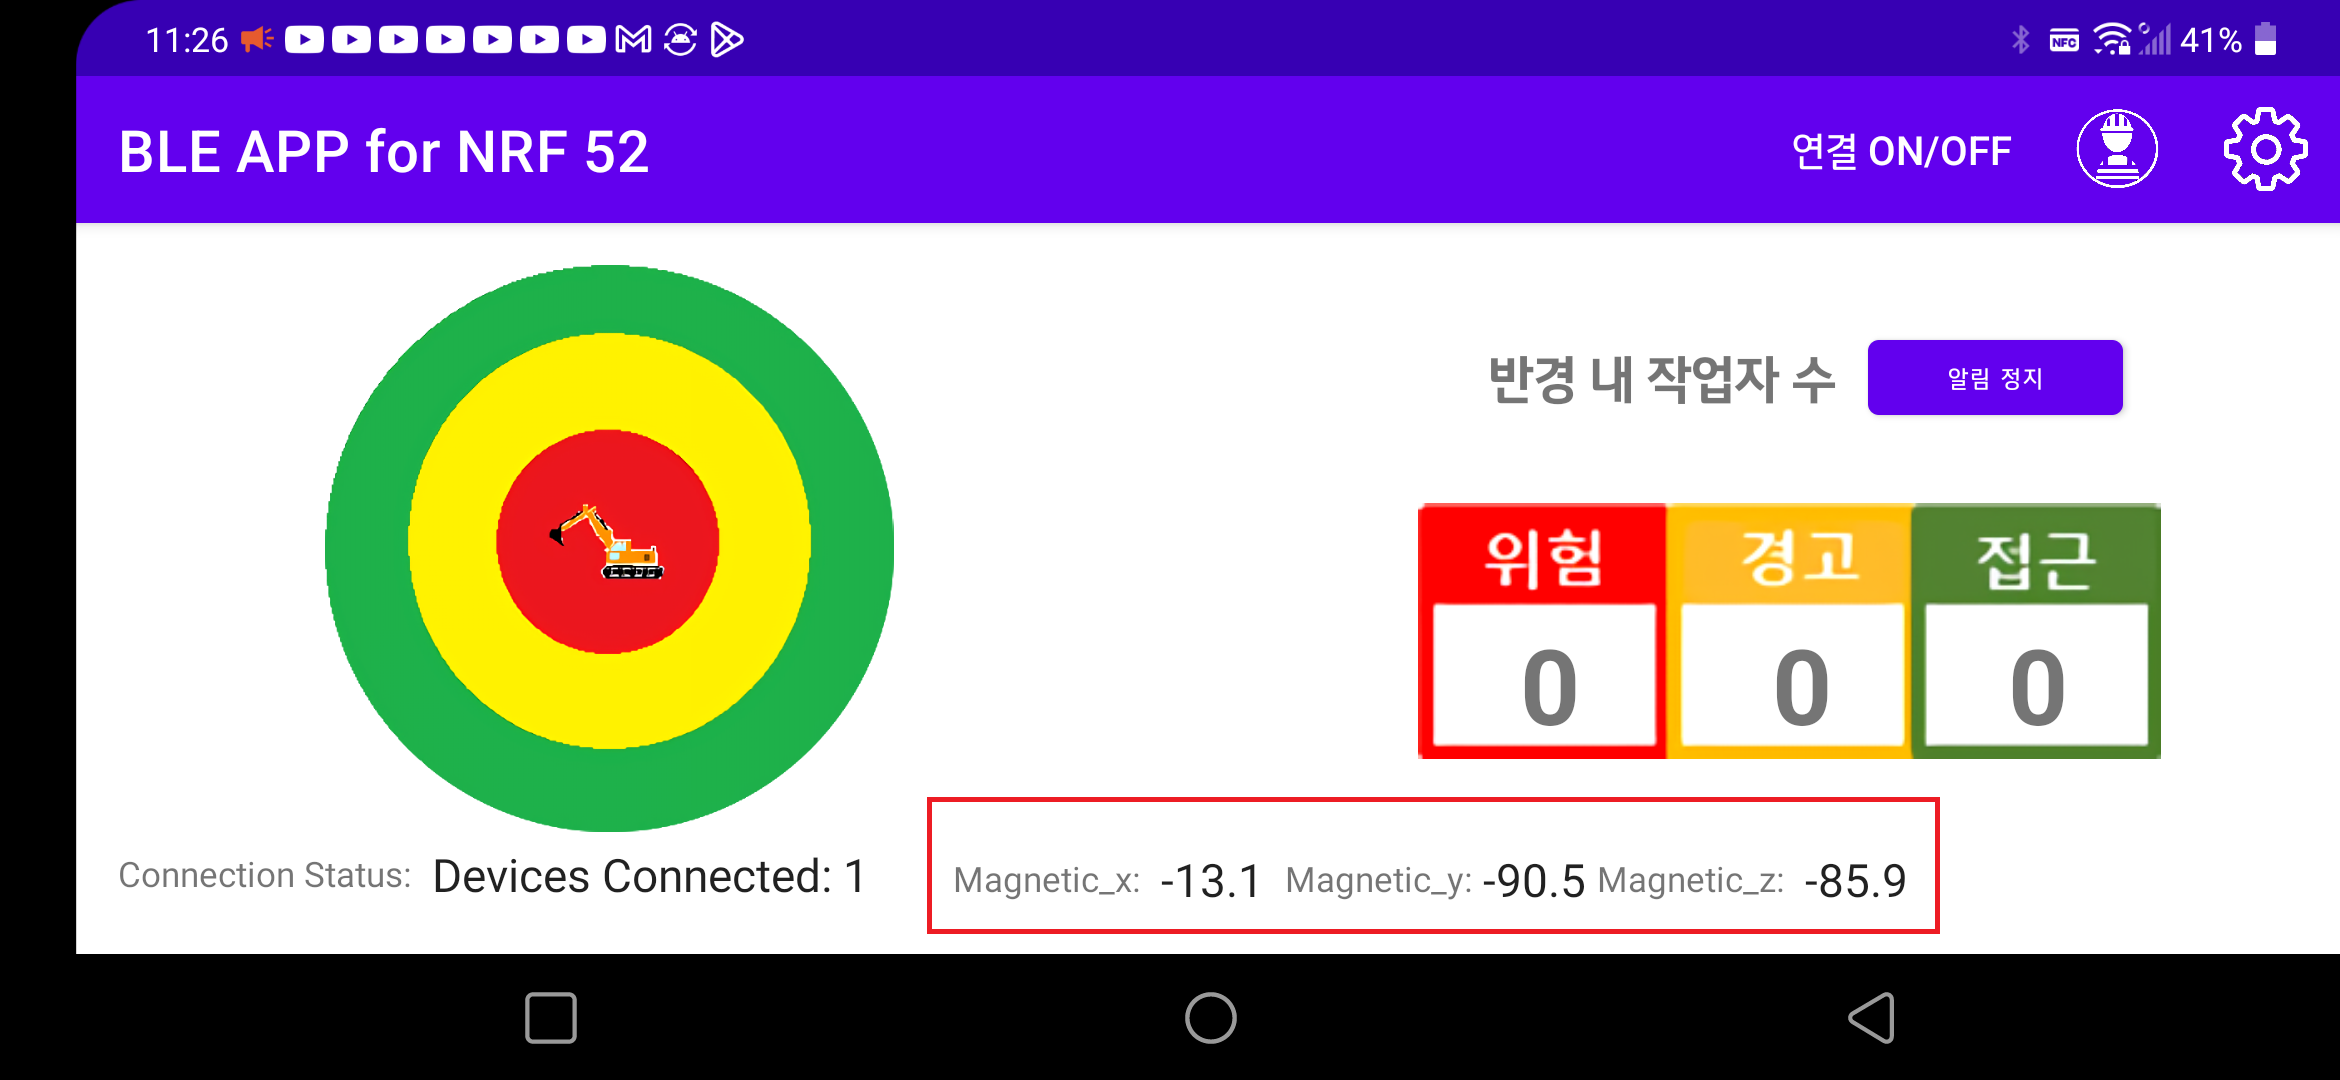 11:26 NFC 41%
BLE APP for NRF 52 연결 ON/OFF
반경 내 작업자 수 알림 정지
위험 경고 접근
0 0 0
Connection Status: Devices Connected: 1 Magnetic_x: -13.1 Magnetic_y: -90.5 Magnetic_z: -85.9